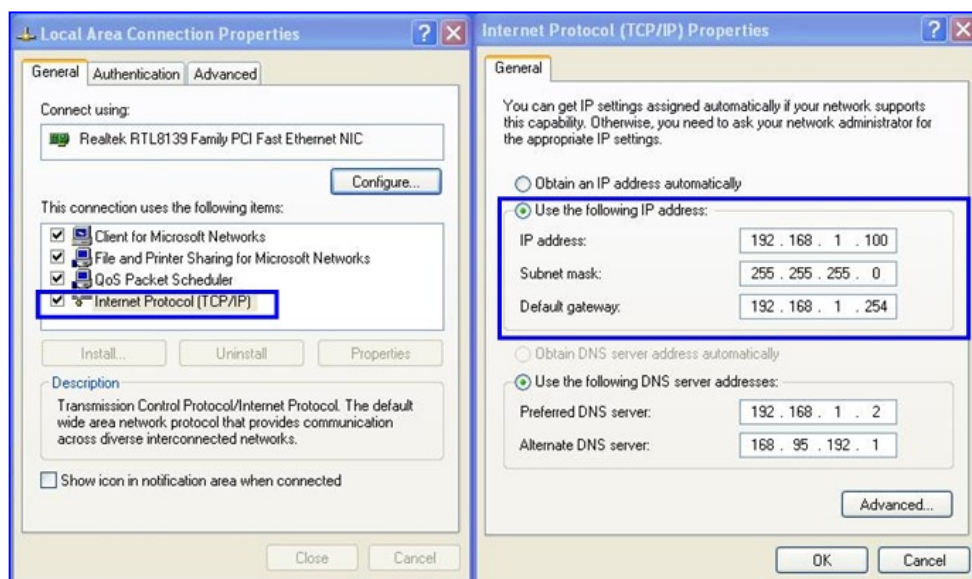 Local Area Connection Properties
General Authentication Advanced
Connect using:
Realtek RTL8139 Family PCI Fast Ethernet NIC
Configure...
This connection uses the following items:
Client for Microsoft Networks
File and Printer Sharing for Microsoft Networks
QoS Packet Scheduler
Internet Protocol (TCP/IP)
Install... Uninstall Properties
Description
Transmission Control Protocol/Internet Protocol. The default
wide area network protocol that provides communication
across diverse interconnected networks.
Show icon in notification area when connected
Close Cancel
Internet Protocol (TCP/IP) Properties
General
You can get IP settings assigned automatically if your network supports
this capability. Otherwise, you need to ask your network administrator for
the appropriate IP settings.
Obtain an IP address automatically
Use the following IP address:
IP address: 192 . 168 . 1 . 100
Subnet mask: 255 . 255 . 255 . 0
Default gateway: 192 . 168 . 1 . 254
Obtain DNS server address automatically
Use the following DNS server addresses:
Preferred DNS server: 192 . 168 . 1 . 2
Alternate DNS server: 168 . 95 . 192 . 1
Advanced...
OK Cancel